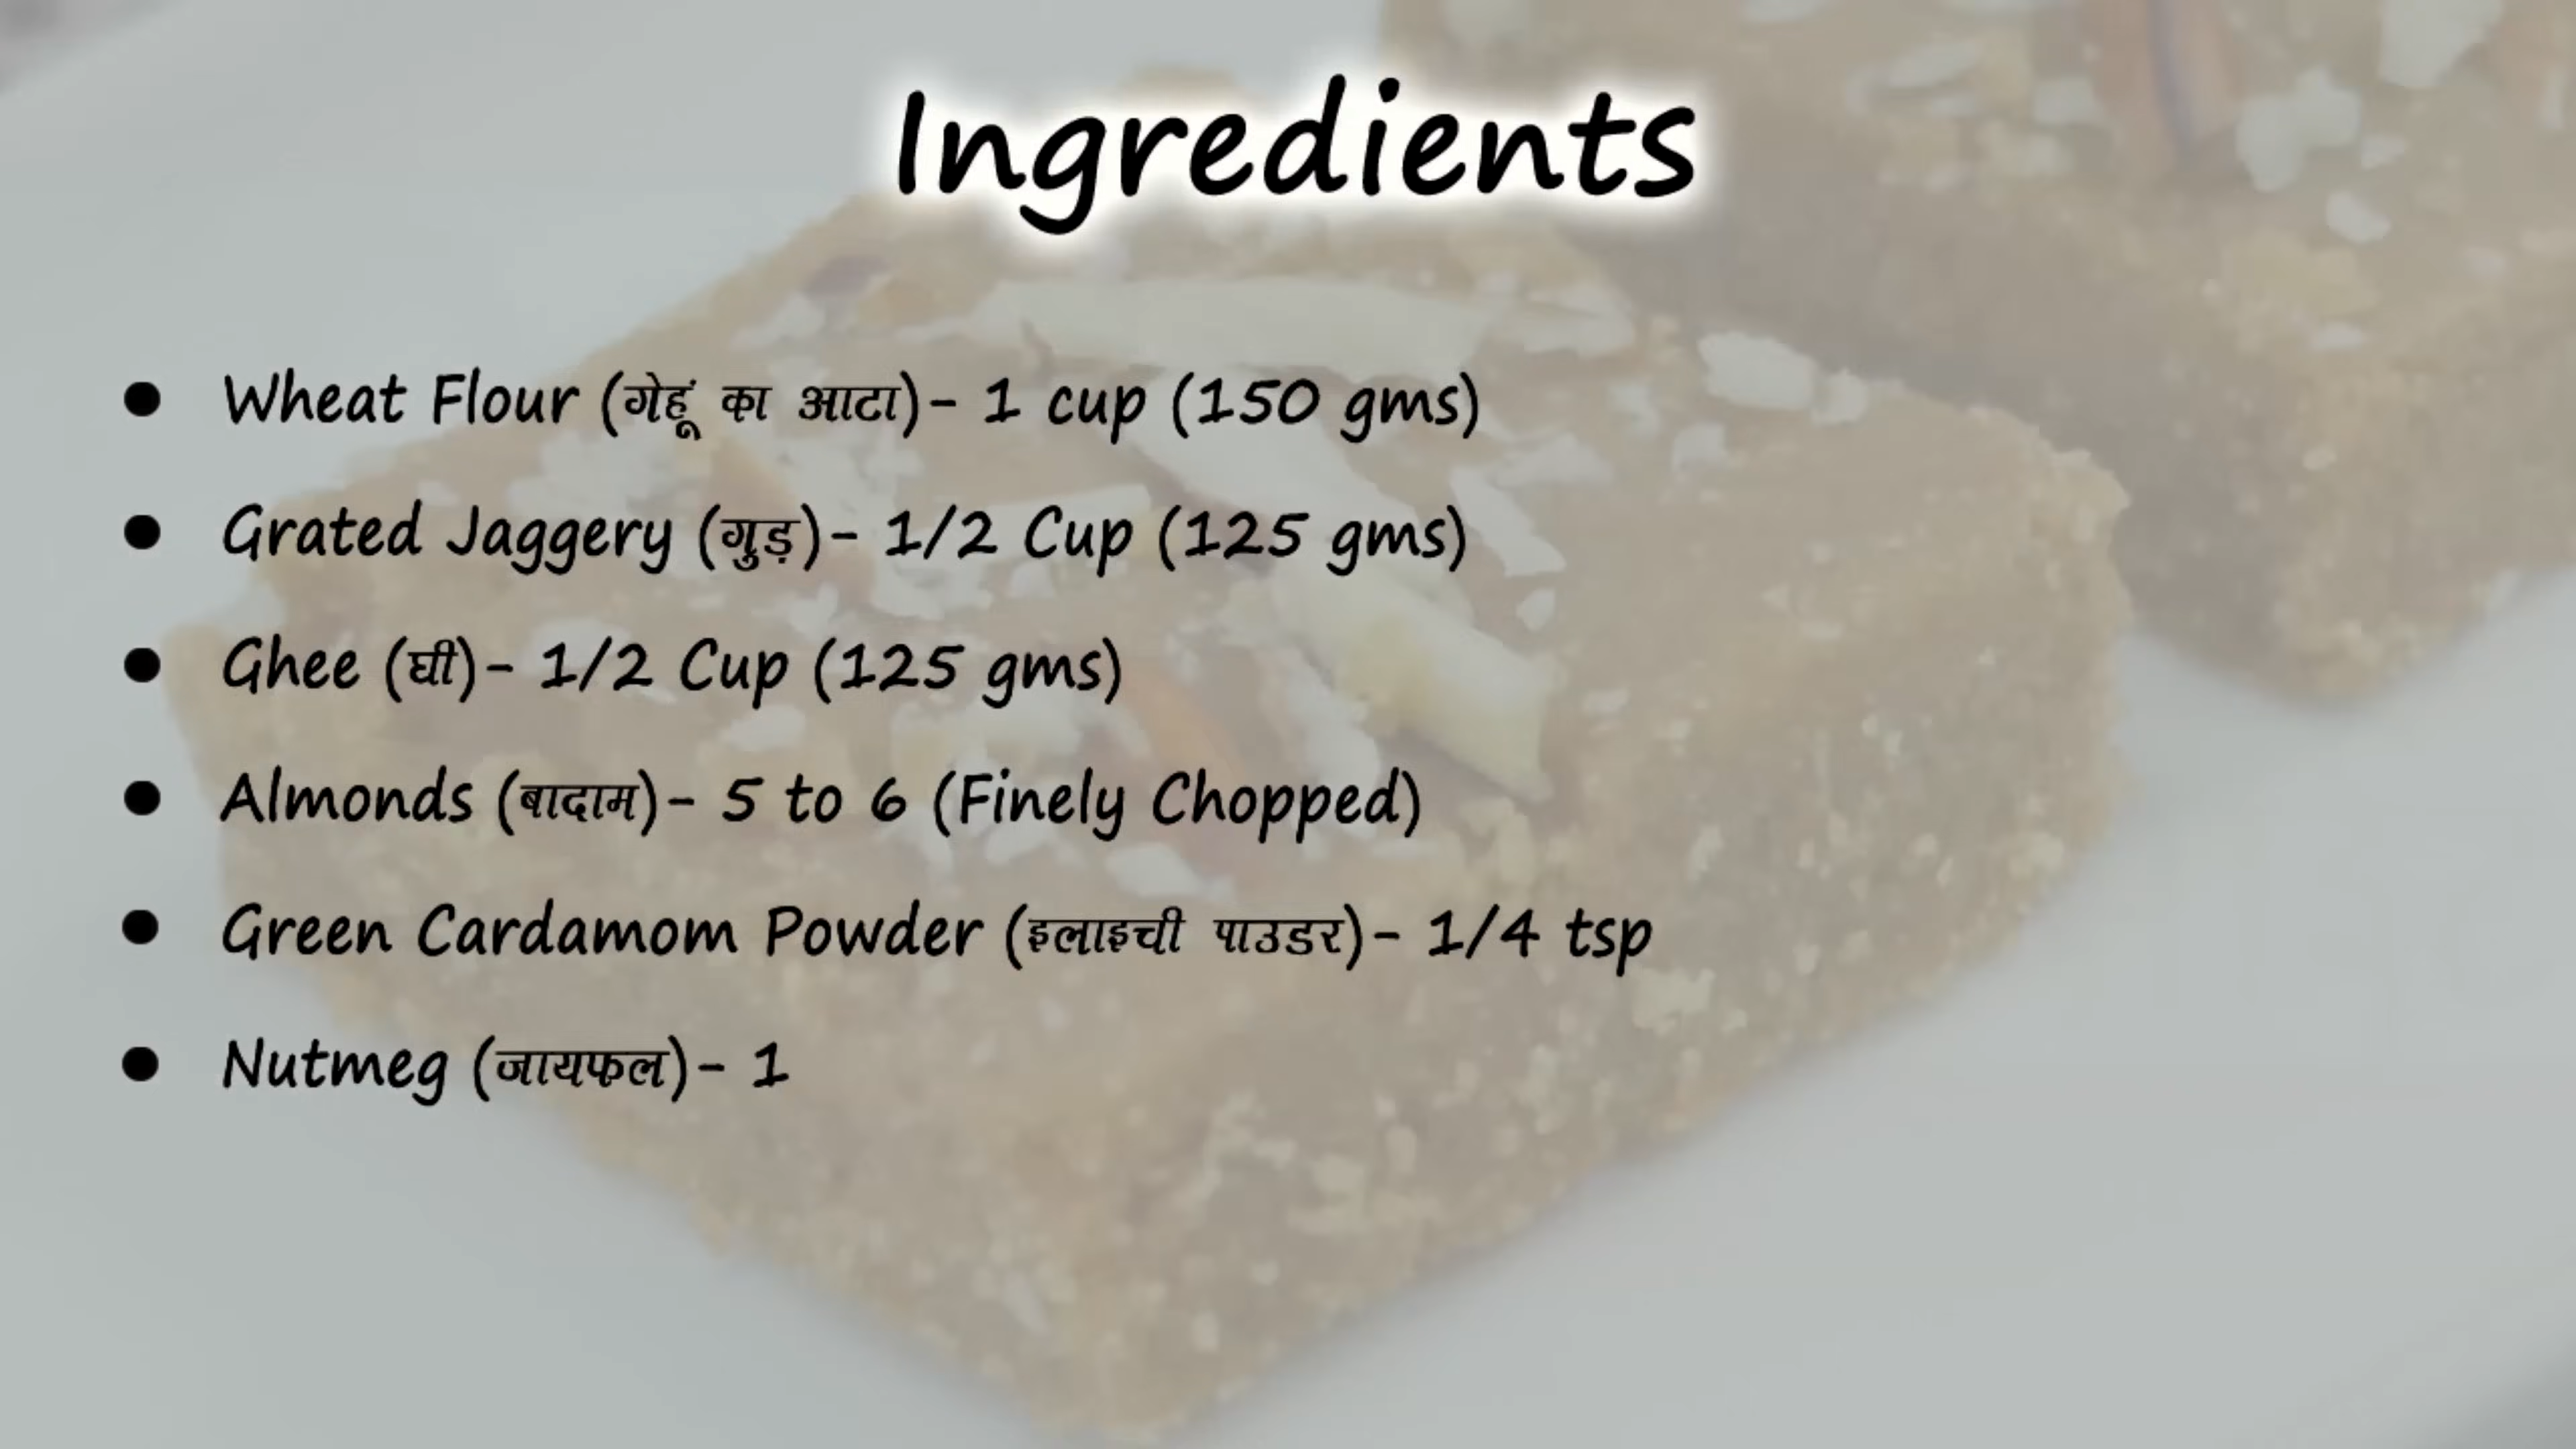 Ingredients
● Wheat Flour (गेहूं का आटा)- 1 cup (150 gms)
● Grated Jaggery (गुड़)- 1/2 Cup (125 gms)
● Ghee (घी)- 1/2 Cup (125 gms)
● Almonds (बादाम)- 5 to 6 (Finely Chopped)
● Green Cardamom Powder (इलाइची पाउडर)- 1/4 tsp
● Nutmeg (जायफल)- 1